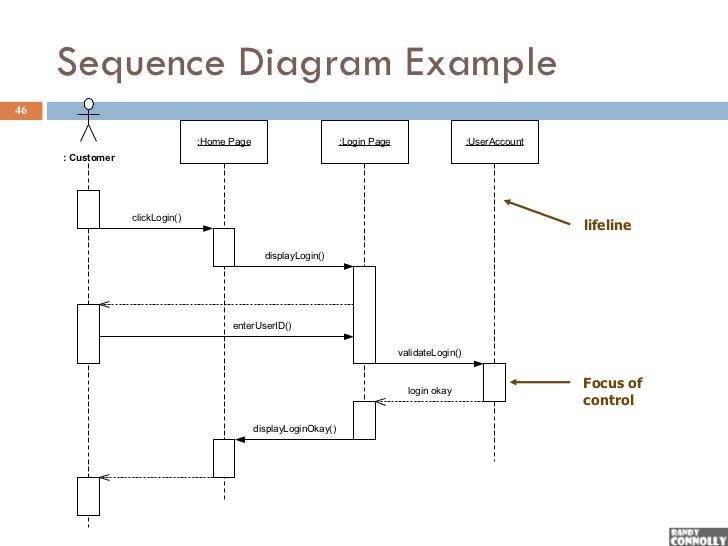 Sequence Diagram Example
46
: Customer
:Home Page
:Login Page
:UserAccount
clickLogin()
lifeline
displayLogin()
enterUserID()
validateLogin()
Focus of
control
login okay
displayLoginOkay()
RANDY
CONNOLLY